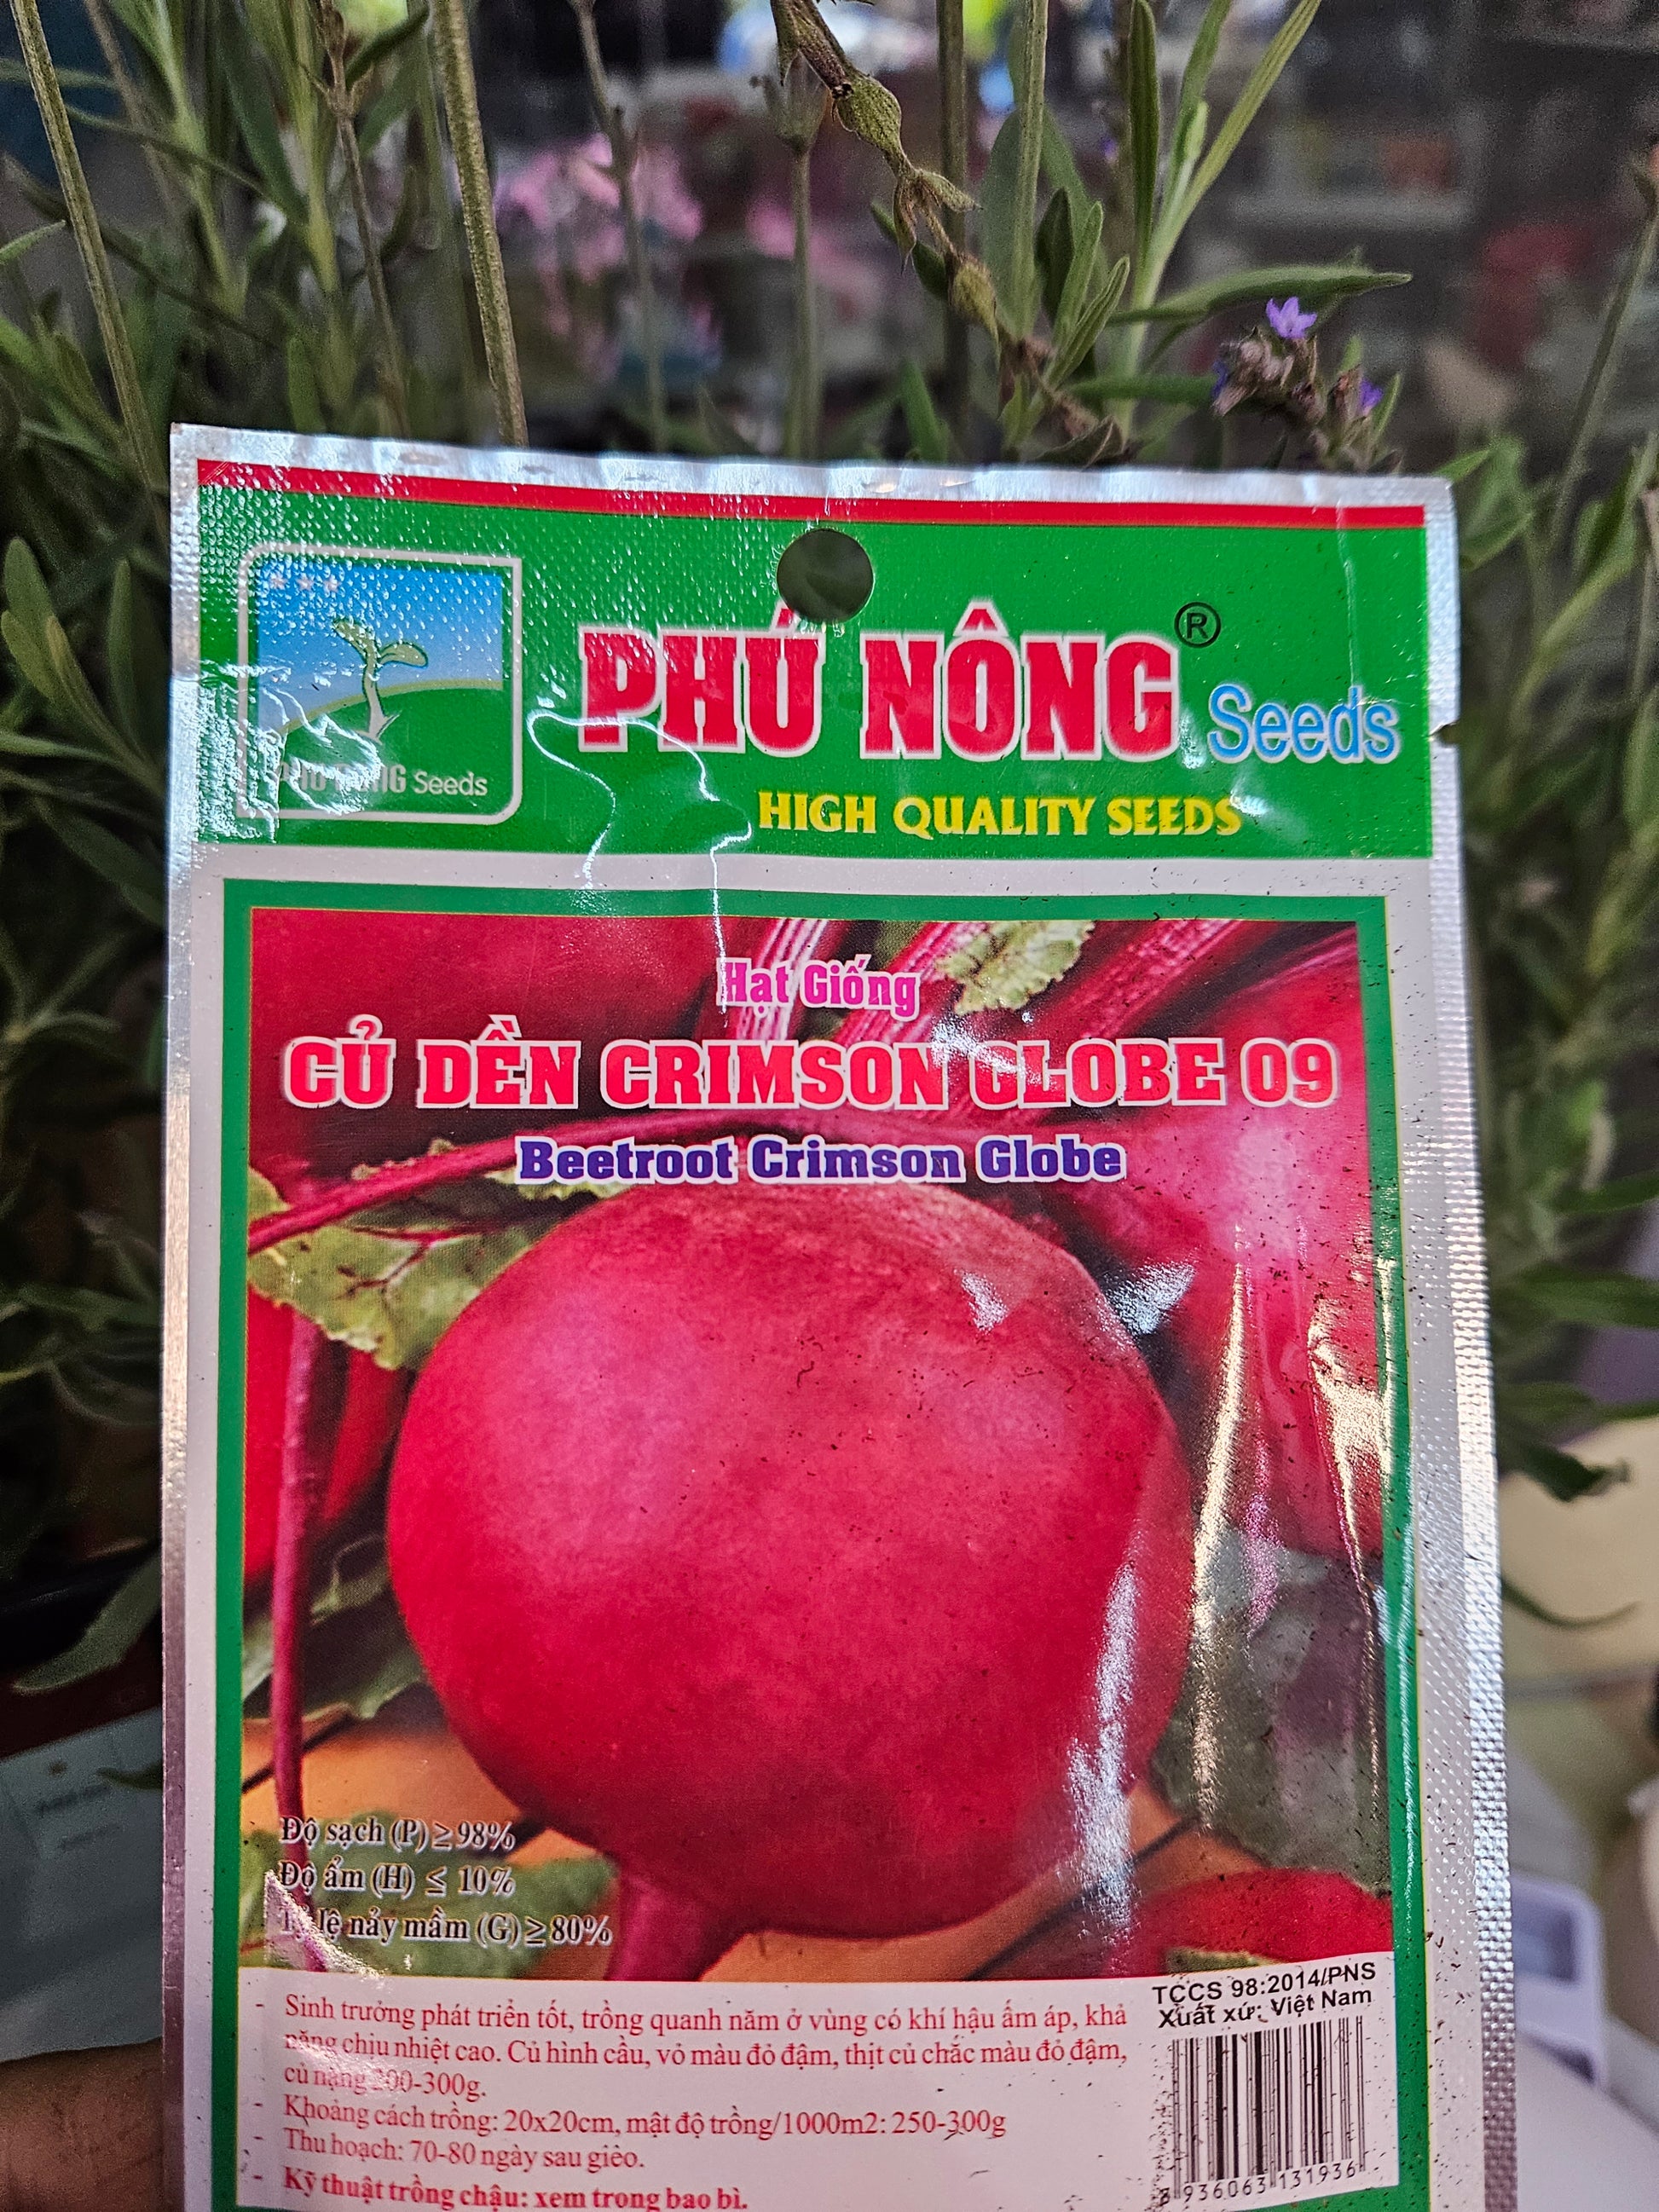 PHÚ NÔNG® Seeds
Seeds
HIGH QUALITY SEEDS
Hạt Giống
CỦ DỀN CRIMSON GLOBE 09
Beetroot Crimson Globe
Độ sạch (P) ≥ 98%
Độ ẩm (H) ≤ 10%
lệ nảy mầm (G) ≥ 80%
TCCS 98:2014/PNS
Xuất xứ: Việt Nam
- Sinh trưởng phát triển tốt, trồng quanh năm ở vùng có khí hậu ấm áp, khả
năng chịu nhiệt cao. Củ hình cầu, vỏ màu đỏ đậm, thịt củ chắc màu đỏ đậm,
củ nặng 200-300g.
- Khoảng cách trồng: 20x20cm, mật độ trồng/1000m2: 250-300g
- Thu hoạch: 70-80 ngày sau gieo.
- Kỹ thuật trồng chậu: xem trong bao bì.
8 936063 131936